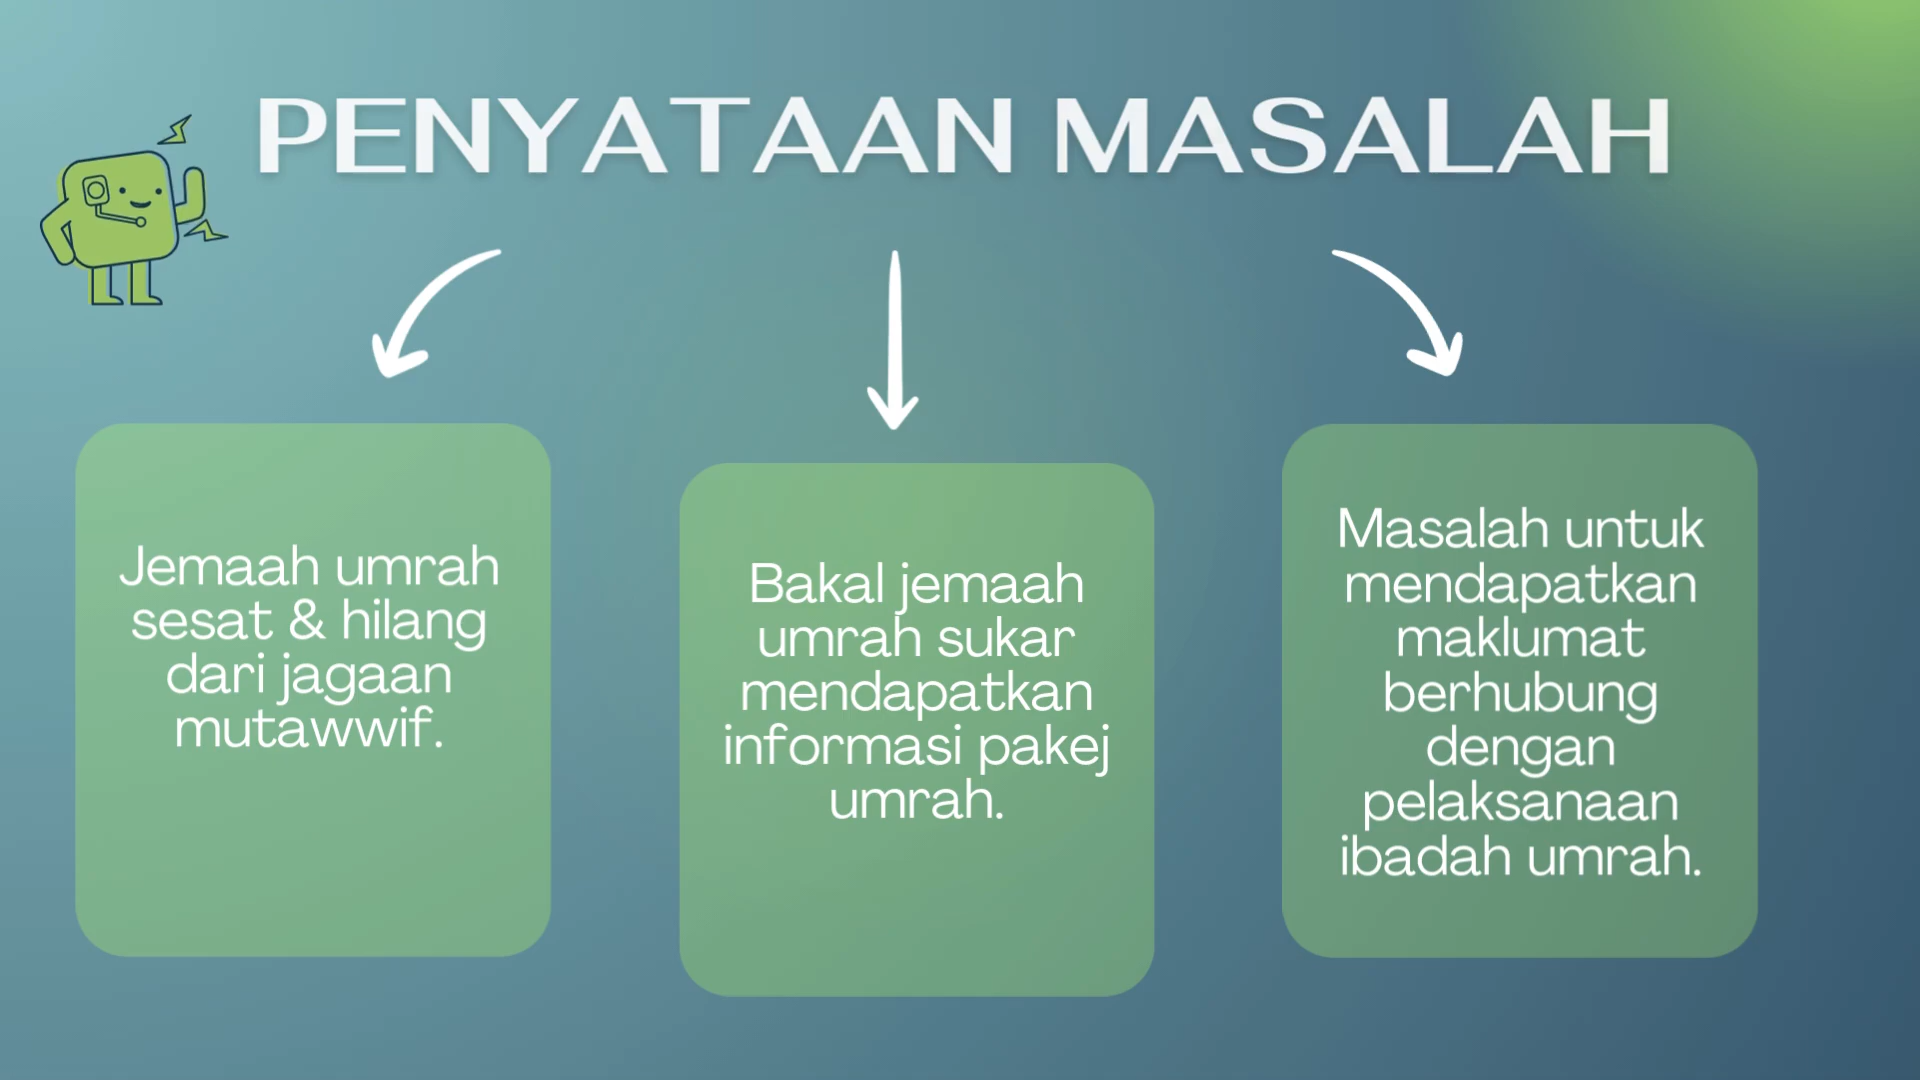 PENYATAAN MASALAH
Jemaah umrah
sesat & hilang
dari jagaan
mutawwif.
Bakal jemaah
umrah sukar
mendapatkan
informasi pakej
umrah.
Masalah untuk
mendapatkan
maklumat
berhubung
dengan
pelaksanaan
ibadah umrah.